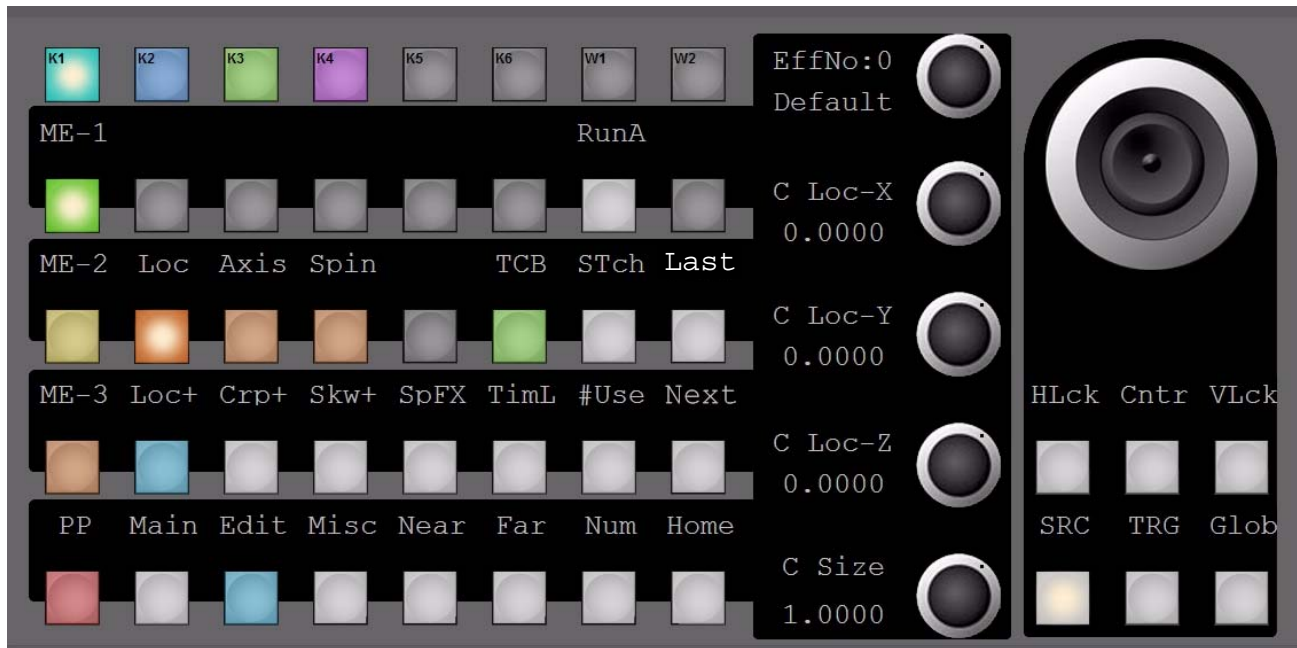 K1 K2 K3 K4 K5 K6 W1 W2
EffNo:0
Default
ME-1 RunA
C Loc-X
0.0000
ME-2 Loc Axis Spin TCB STch Last
C Loc-Y
0.0000
ME-3 Loc+ Crp+ Skw+ SpFX TimL #Use Next
HLck Cntr VLck
C Loc-Z
0.0000
PP Main Edit Misc Near Far Num Home
SRC TRG Glob
C Size
1.0000